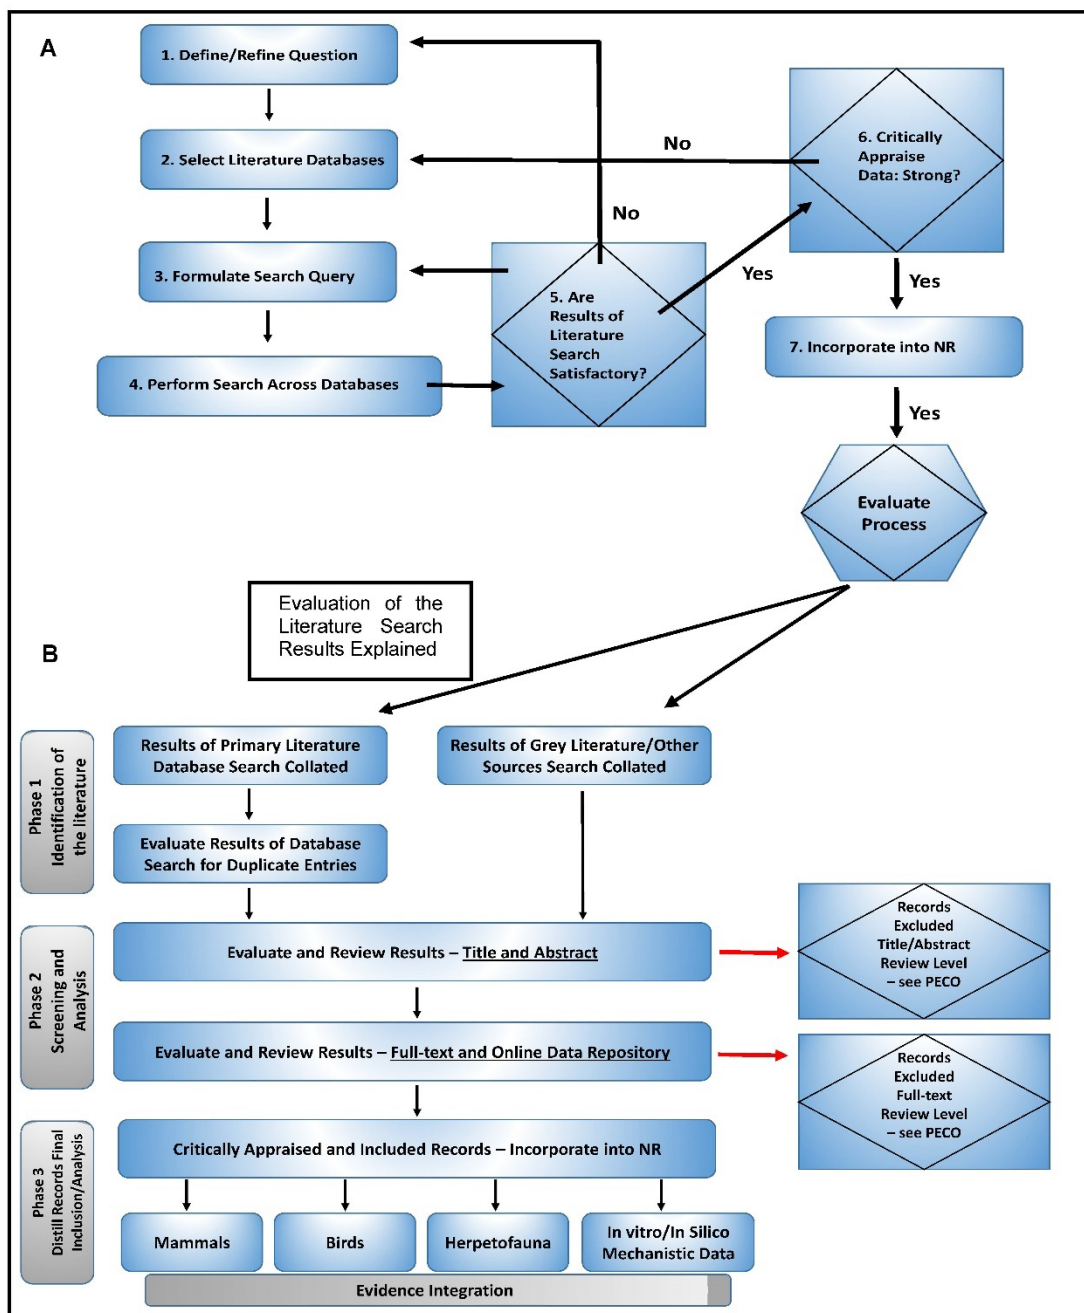 A
1. Define/Refine Question
2. Select Literature Databases
3. Formulate Search Query
4. Perform Search Across Databases
No
No
Yes
5. Are
Results of
Literature
Search
Satisfactory?
6. Critically
Appraise
Data: Strong?
Yes
7. Incorporate into NR
Yes
Evaluate
Process
Evaluation of the
Literature Search
Results Explained
B
Phase 1
Identification of
the literature
Results of Primary Literature
Database Search Collated
Results of Grey Literature/Other
Sources Search Collated
Evaluate Results of Database
Search for Duplicate Entries
Phase 2
Screening and
Analysis
Evaluate and Review Results – Title and Abstract
Records
Excluded
Title/Abstract
Review Level
– see PECO
Evaluate and Review Results – Full-text and Online Data Repository
Records
Excluded
Full-text
Review Level
– see PECO
Phase 3
Distill Records Final
Inclusion/Analysis
Critically Appraised and Included Records – Incorporate into NR
Mammals
Birds
Herpetofauna
In vitro/In Silico
Mechanistic Data
Evidence Integration